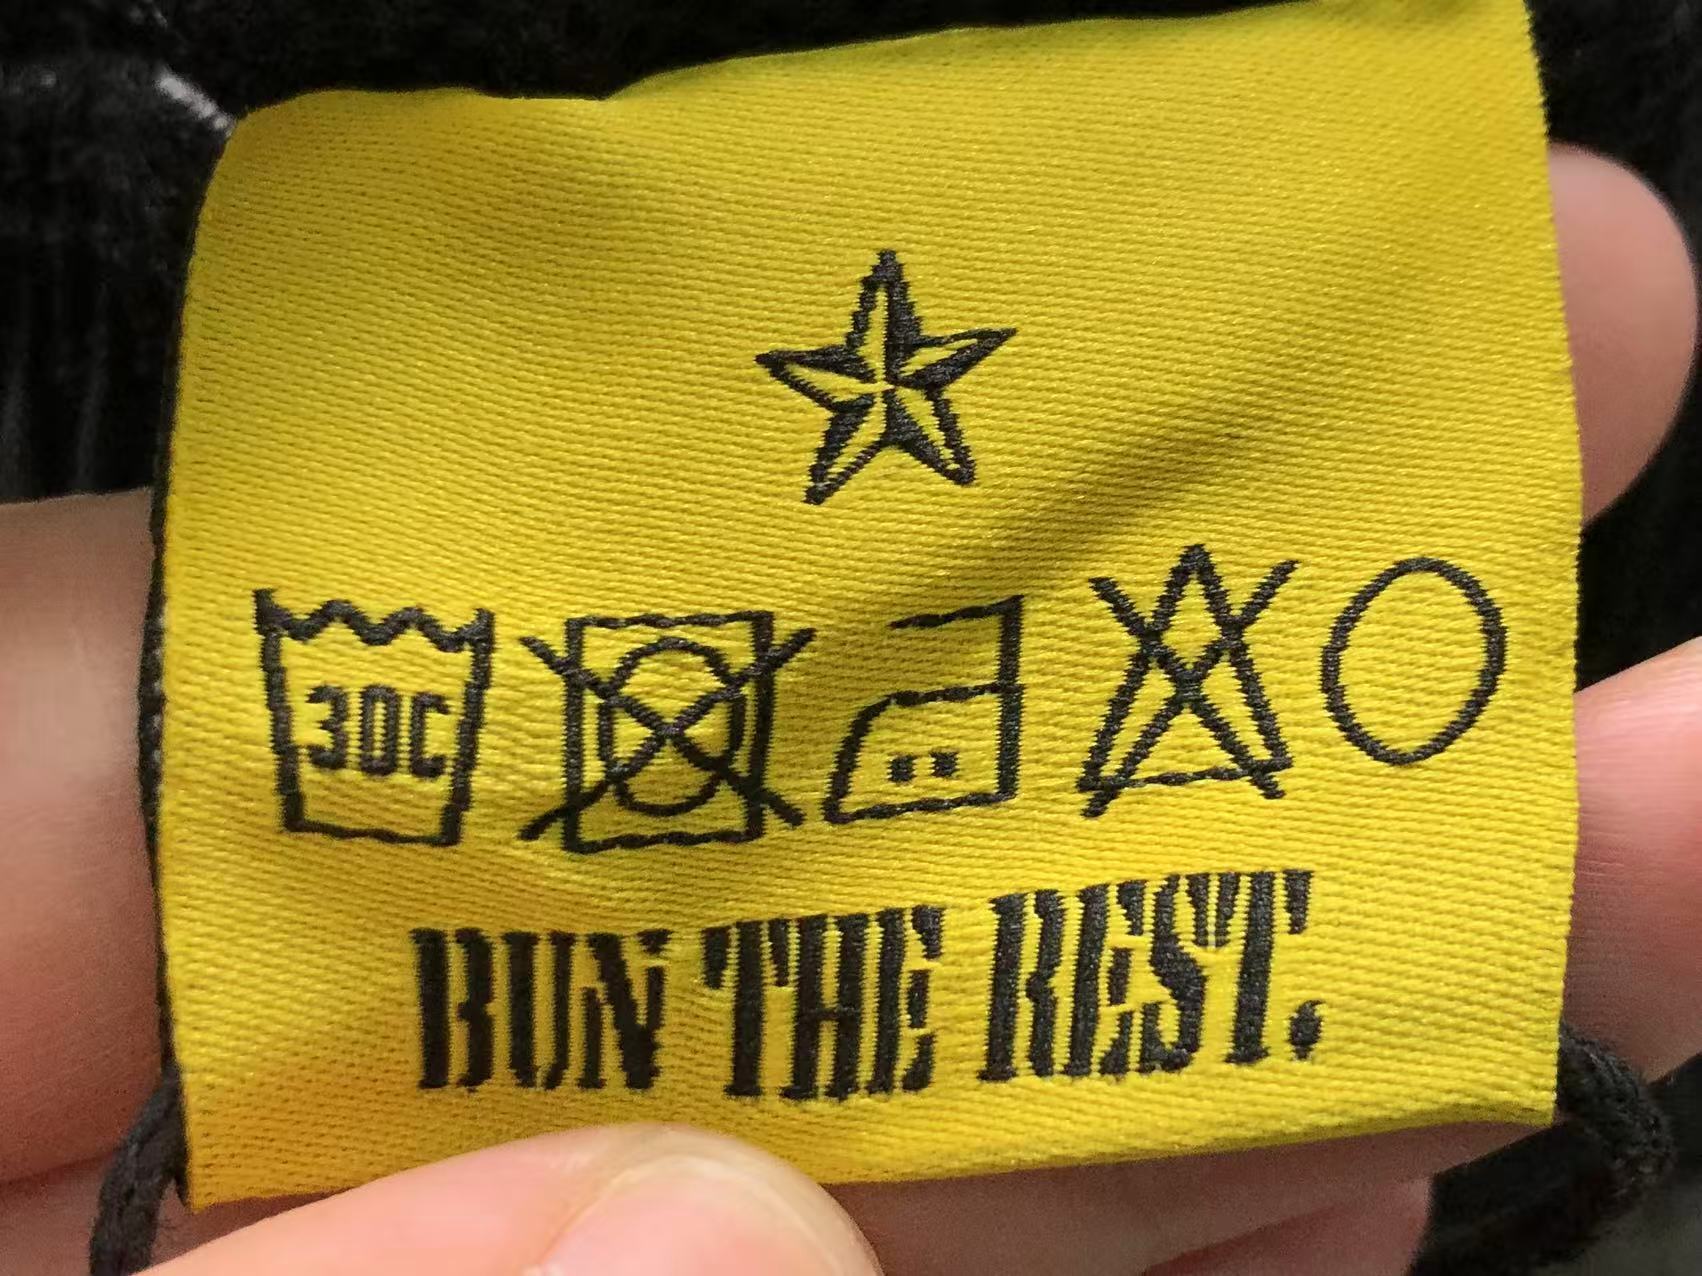 30C
BUN THE REST.